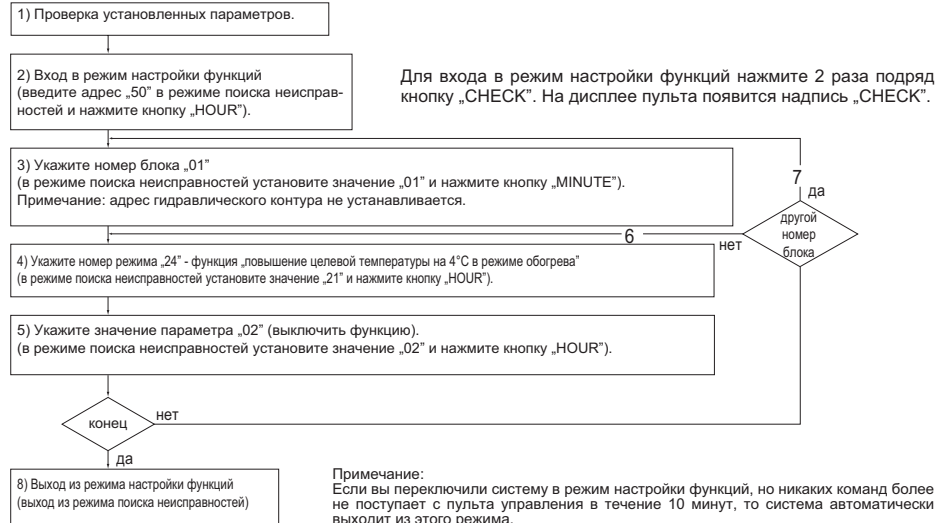 1) Проверка установленных параметров.
2) Вход в режим настройки функций
(введите адрес „50” в режиме поиска неисправ-
ностей и нажмите кнопку „HOUR”).
Для входа в режим настройки функций нажмите 2 раза подряд
кнопку „CHECK”. На дисплее пульта появится надпись „CHECK”.
3) Укажите номер блока „01”
(в режиме поиска неисправностей установите значение „01” и нажмите кнопку „MINUTE”).
Примечание: адрес гидравлического контура не устанавливается.
7
да
другой
номер
блока
6
нет
4) Укажите номер режима „24” - функция „повышение целевой температуры на 4°C в режиме обогрева”
(в режиме поиска неисправностей установите значение „21” и нажмите кнопку „HOUR”).
5) Укажите значение параметра „02” (выключить функцию).
(в режиме поиска неисправностей установите значение „02” и нажмите кнопку „HOUR”).
конец
нет
да
8) Выход из режима настройки функций
(выход из режима поиска неисправностей)
Примечание:
Если вы переключили систему в режим настройки функций, но никаких команд более
не поступает с пульта управления в течение 10 минут, то система автоматически
выходит из этого режима.